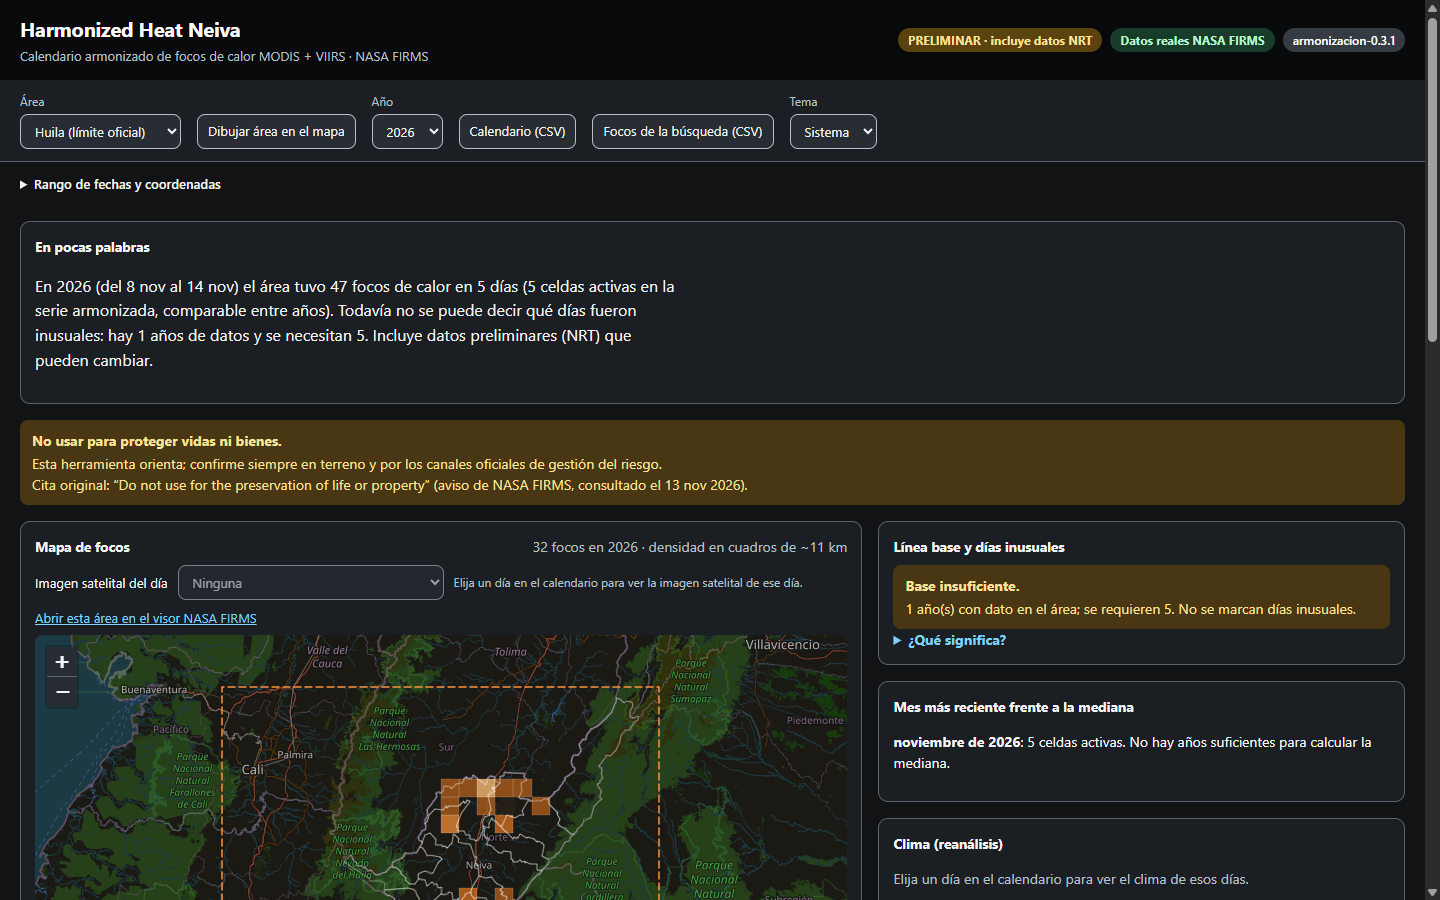 Harmonized Heat Neiva
Calendario armonizado de focos de calor MODIS + VIIRS · NASA FIRMS
PRELIMINAR · incluye datos NRT
Datos reales NASA FIRMS
armonizacion-0.3.1
Área
Año
Tema
Huila (límite oficial)
Dibujar área en el mapa
2026
Calendario (CSV)
Focos de la búsqueda (CSV)
Sistema
Rango de fechas y coordenadas
En pocas palabras
En 2026 (del 8 nov al 14 nov) el área tuvo 47 focos de calor en 5 días (5 celdas activas en la
serie armonizada, comparable entre años). Todavía no se puede decir qué días fueron
inusuales: hay 1 años de datos y se necesitan 5. Incluye datos preliminares (NRT) que
pueden cambiar.
No usar para proteger vidas ni bienes.
Esta herramienta orienta; confirme siempre en terreno y por los canales oficiales de gestión del riesgo.
Cita original: “Do not use for the preservation of life or property” (aviso de NASA FIRMS, consultado el 13 nov 2026).
Mapa de focos
32 focos en 2026 · densidad en cuadros de ~11 km
Imagen satelital del día
Ninguna
Elija un día en el calendario para ver la imagen satelital de ese día.
Abrir esta área en el visor NASA FIRMS
+
−
Valle del
Cauca
Tolima
Villavicencio
Parque
Nacional
Natural
Sumapaz
Buenaventura
Parque
Nacional
Natural
Las Hermosas
Piedemonte
Pacífico
Sur
Palmira
Cali
Parque
Nacional
Natural
Farallones
de Cali
Parque
Nacional
Natural
Nevado
del Huila
Norte
Neiva
Parque
Nacional
Natural
Cordillera
Parque
Nacional
Natural
Subregión
Línea base y días inusuales
Base insuficiente.
1 año(s) con dato en el área; se requieren 5. No se marcan días inusuales.
¿Qué significa?
Mes más reciente frente a la mediana
noviembre de 2026: 5 celdas activas. No hay años suficientes para calcular la
mediana.
Clima (reanálisis)
Elija un día en el calendario para ver el clima de esos días.